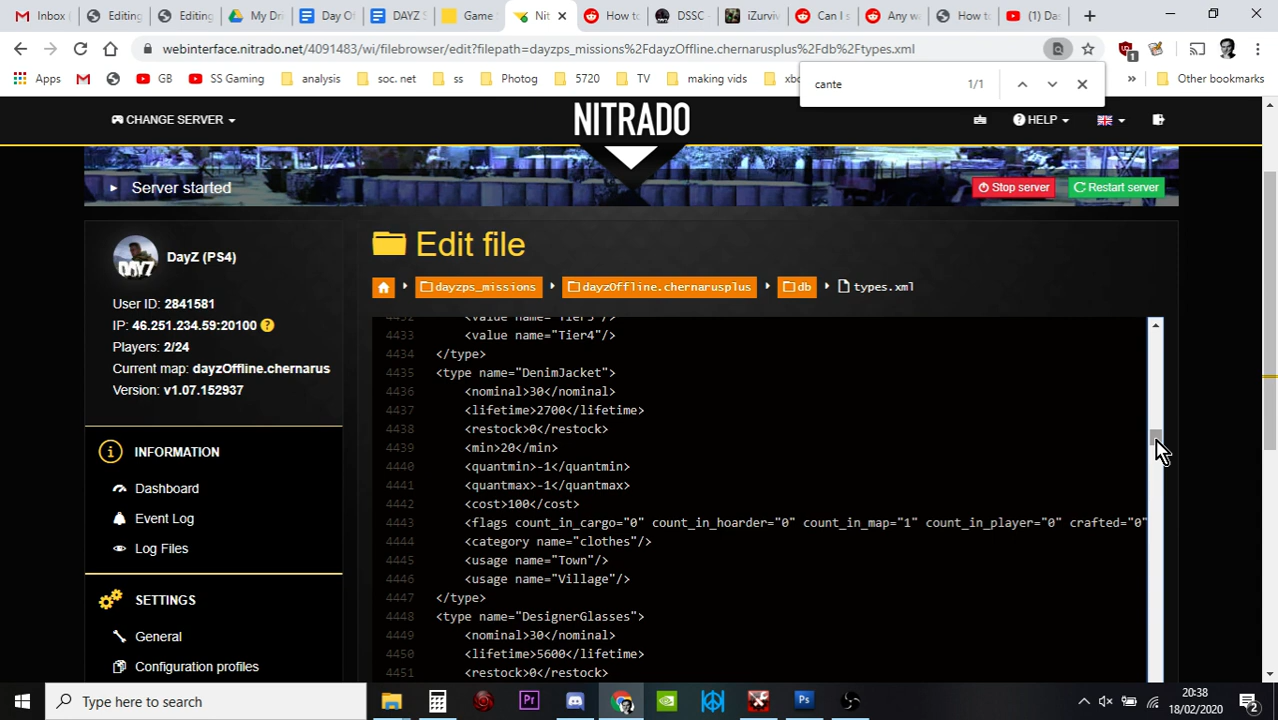 Inbox (
Editing
Editing
My Dri
Day Of
DAYZ S
Game S
Nit
How to
DSSC -
iZurviv
Can I s
Any w
How to
(1) Da
webinterface.nitrado.net/4091483/wi/filebrowser/edit?filepath=dayzps_missions%2FdayzOffline.chernarusplus%2Fdb%2Ftypes.xml
Apps
GB
SS Gaming
analysis
soc. net
ss
Photog
5720
TV
making vids
xbo
»
Other bookmarks
cante
1/1
CHANGE SERVER
NITRADO
HELP
Server started
Stop server
Restart server
DayZ (PS4)
DAYZ
User ID: 2841581
IP: 46.251.234.59:20100
Players: 2/24
Current map: dayzOffline.chernarus
Version: v1.07.152937
INFORMATION
Dashboard
Event Log
Log Files
SETTINGS
General
Configuration profiles
Edit file
dayzps_missions
dayzOffline.chernarusplus
db
types.xml
4432 <value name="Tier3"/>
4433 <value name="Tier4"/>
4434 </type>
4435 <type name="DenimJacket">
4436 <nominal>30</nominal>
4437 <lifetime>2700</lifetime>
4438 <restock>0</restock>
4439 <min>20</min>
4440 <quantmin>-1</quantmin>
4441 <quantmax>-1</quantmax>
4442 <cost>100</cost>
4443 <flags count_in_cargo="0" count_in_hoarder="0" count_in_map="1" count_in_player="0" crafted="0"
4444 <category name="clothes"/>
4445 <usage name="Town"/>
4446 <usage name="Village"/>
4447 </type>
4448 <type name="DesignerGlasses">
4449 <nominal>30</nominal>
4450 <lifetime>5600</lifetime>
4451 <restock>0</restock>
Type here to search
20:38
18/02/2020
2